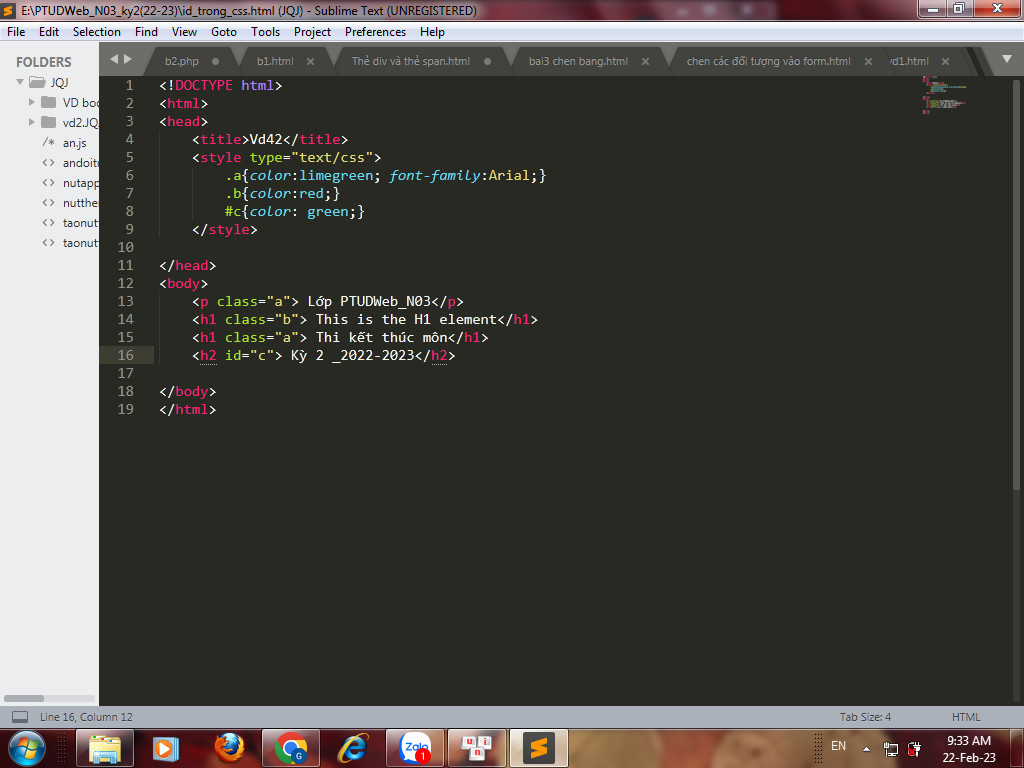 E:\PTUDWeb_N03_ky2(22-23)\id_trong_css.html (JQJ) - Sublime Text (UNREGISTERED)
File Edit Selection Find View Goto Tools Project Preferences Help
FOLDERS
JQJ
VD boo
vd2.JQ
/* an.js
<> andoitu
<> nutapp
<> nutther
<> taonut
<> taonut
b2.php b1.html Thẻ div và thẻ span.html bai3 chen bang.html chen các đối tượng vào form.html vd1.html
1 <!DOCTYPE html>
2 <html>
3 <head>
4 <title>Vd42</title>
5 <style type="text/css">
6 .a{color:limegreen; font-family:Arial;}
7 .b{color:red;}
8 #c{color: green;}
9 </style>
10
11 </head>
12 <body>
13 <p class="a"> Lớp PTUDWeb_N03</p>
14 <h1 class="b"> This is the H1 element</h1>
15 <h1 class="a"> Thi kết thúc môn</h1>
16 <h2 id="c"> Kỳ 2 _2022-2023</h2>
17
18 </body>
19 </html>
Line 16, Column 12 Tab Size: 4 HTML
Zalo 1
G
u i n
EN
9:33 AM
22-Feb-23